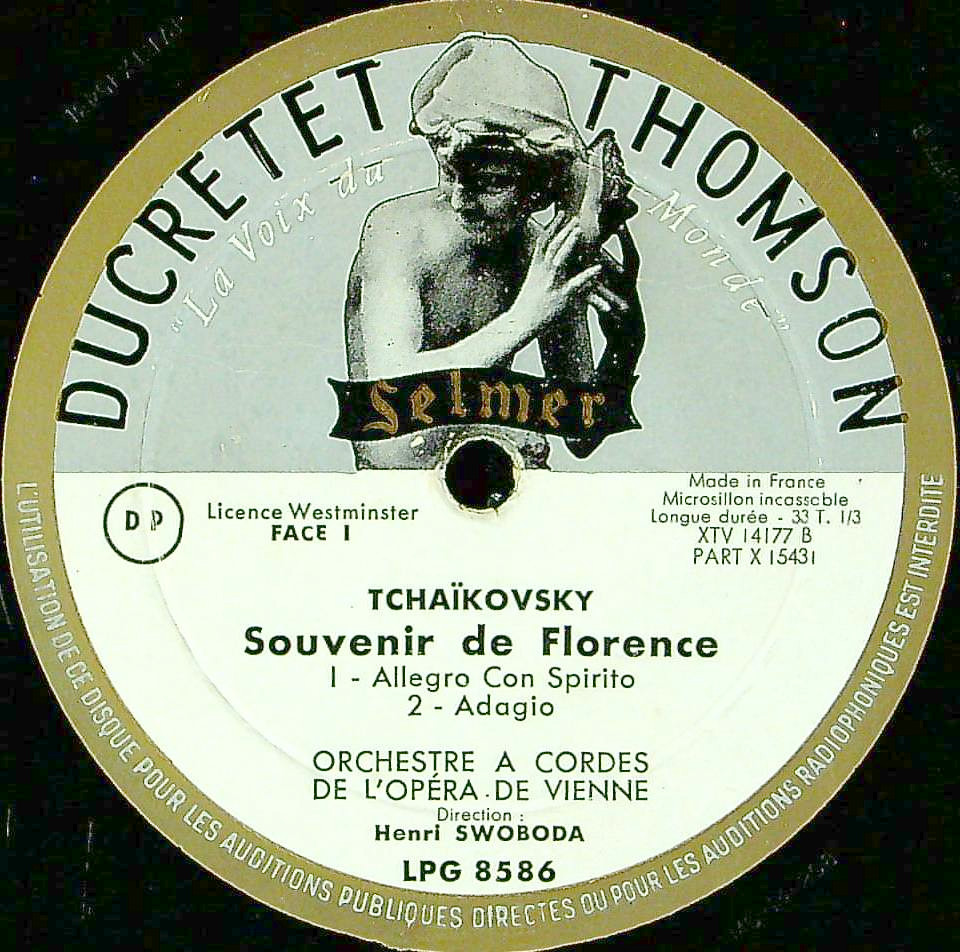 DUCRETET THOMSON
"La Voix du Monde"
Selmer
DP
Licence Westminster
FACE I
Made in France
Microsillon incassable
Longue durée - 33 T. 1/3
XTV 14177 B
PART X 15431
TCHAÏKOVSKY
Souvenir de Florence
1 - Allegro Con Spirito
2 - Adagio
ORCHESTRE A CORDES
DE L'OPÉRA DE VIENNE
Direction :
Henri SWOBODA
LPG 8586
L'UTILISATION DE CE DISQUE POUR LES AUDITIONS PUBLIQUES DIRECTES OU POUR LES AUDITIONS RADIOPHONIQUES EST INTERDITE